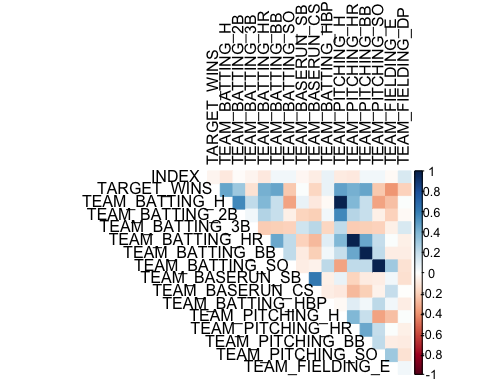 TARGET_WINS
TEAM_BATTING_H
TEAM_BATTING_2B
TEAM_BATTING_3B
TEAM_BATTING_HR
TEAM_BATTING_BB
TEAM_BATTING_SO
TEAM_BASERUN_SB
TEAM_BASERUN_CS
TEAM_BATTING_HBP
TEAM_PITCHING_H
TEAM_PITCHING_HR
TEAM_PITCHING_BB
TEAM_PITCHING_SO
TEAM_FIELDING_E
TEAM_FIELDING_DP
INDEX
TARGET_WINS
TEAM_BATTING_H
TEAM_BATTING_2B
TEAM_BATTING_3B
TEAM_BATTING_HR
TEAM_BATTING_BB
TEAM_BATTING_SO
TEAM_BASERUN_SB
TEAM_BASERUN_CS
TEAM_BATTING_HBP
TEAM_PITCHING_H
TEAM_PITCHING_HR
TEAM_PITCHING_BB
TEAM_PITCHING_SO
TEAM_FIELDING_E
1
0.8
0.6
0.4
0.2
0
-0.2
-0.4
-0.6
-0.8
-1